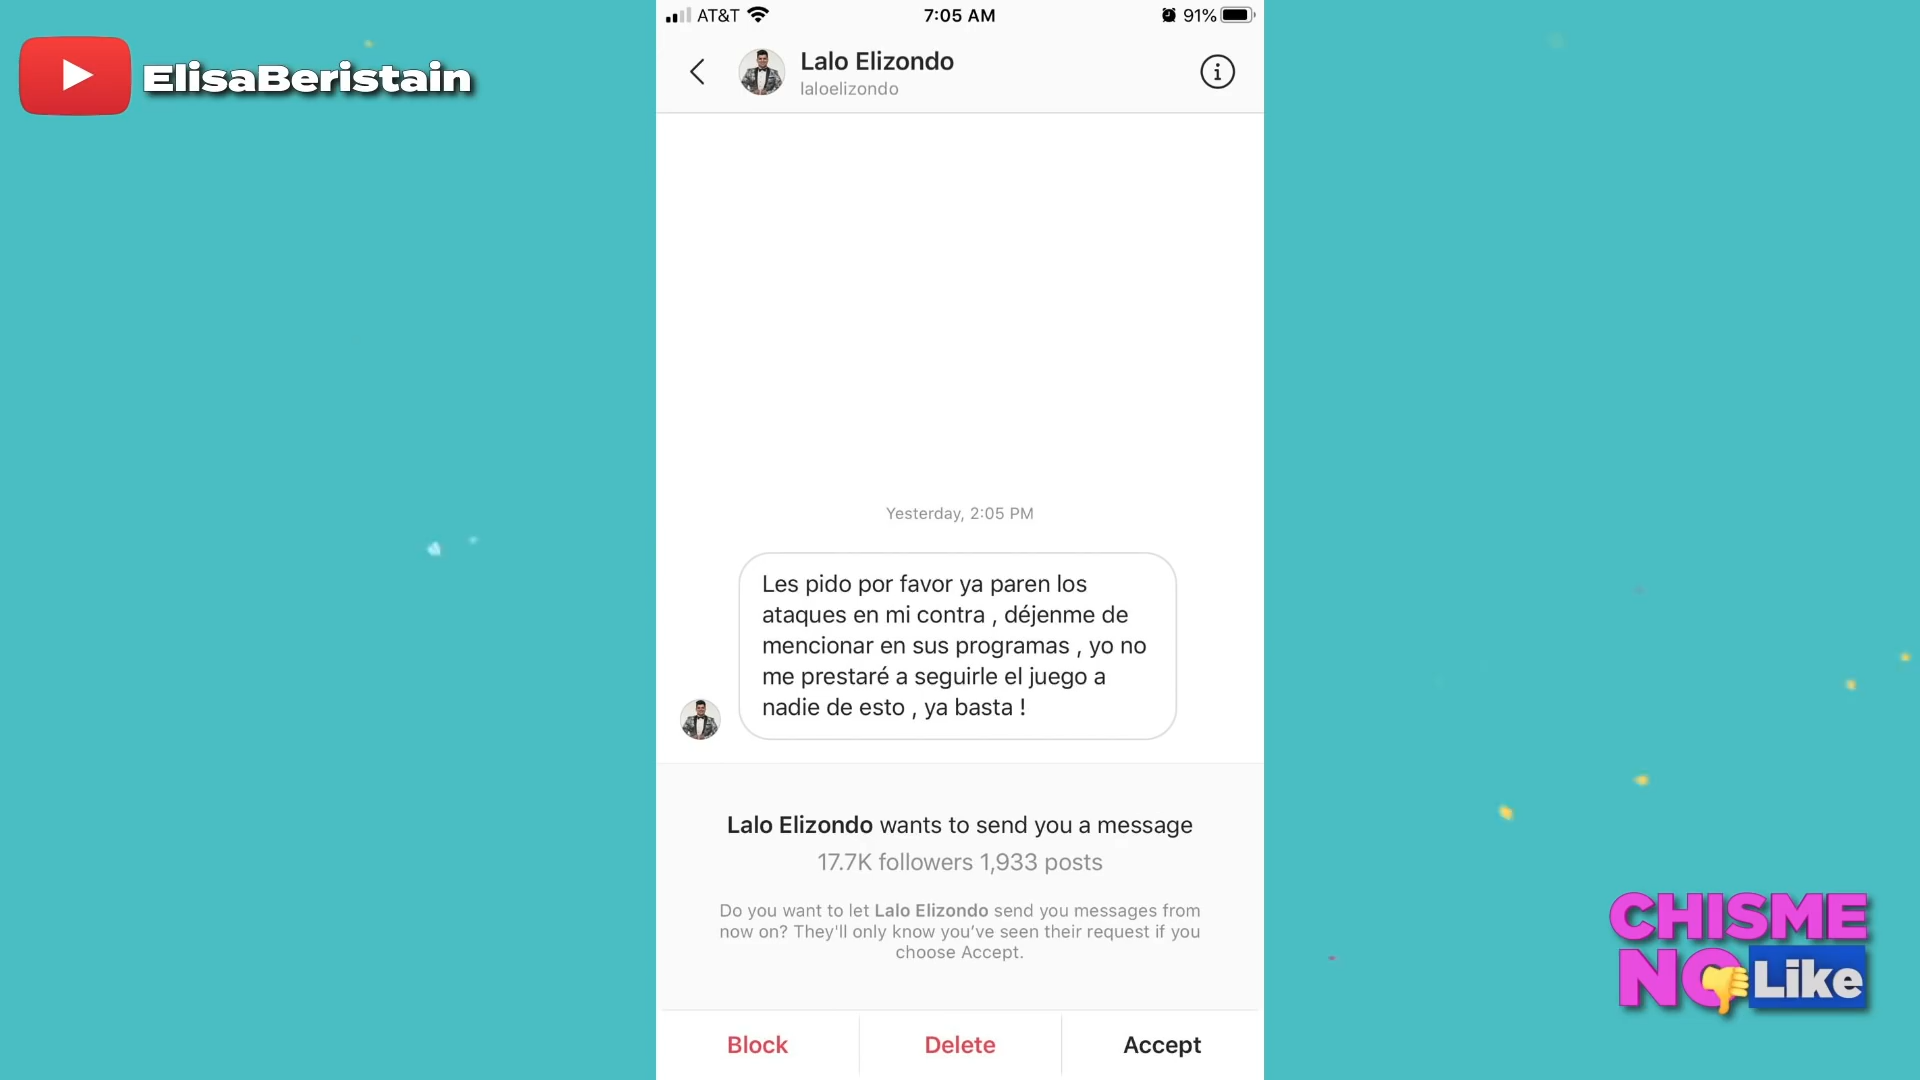 ElisaBeristain
AT&T
7:05 AM
91%
Lalo Elizondo
laloelizondo
Yesterday, 2:05 PM
Les pido por favor ya paren los
ataques en mi contra , déjenme de
mencionar en sus programas , yo no
me prestaré a seguirle el juego a
nadie de esto , ya basta !
Lalo Elizondo wants to send you a message
17.7K followers 1,933 posts
Do you want to let Lalo Elizondo send you messages from
now on? They'll only know you’ve seen their request if you
choose Accept.
Block
Delete
Accept
CHISME
NO Like